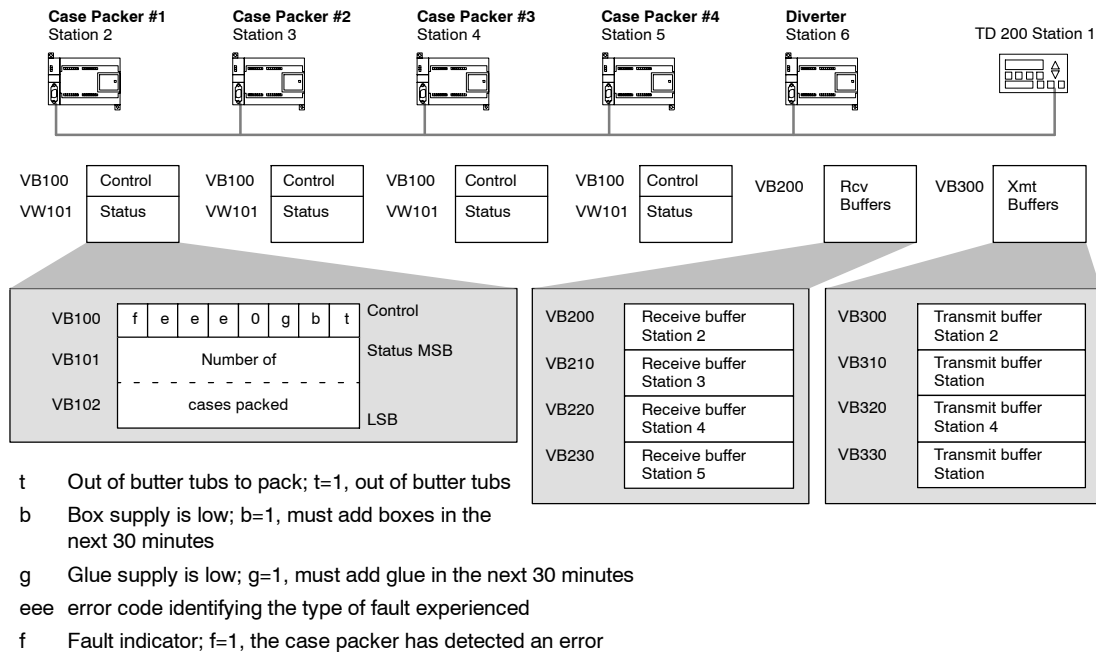 Case Packer #1
Station 2
Case Packer #2
Station 3
Case Packer #3
Station 4
Case Packer #4
Station 5
Diverter
Station 6
TD 200 Station 1
VB100 Control
VW101 Status
VB100 Control
VW101 Status
VB100 Control
VW101 Status
VB100 Control
VW101 Status
VB200 Rcv
Buffers
VB300 Xmt
Buffers
VB100 f e e e 0 g b t Control
VB101 Number of Status MSB
VB102 cases packed
LSB
VB200 Receive buffer
Station 2
VB210 Receive buffer
Station 3
VB220 Receive buffer
Station 4
VB230 Receive buffer
Station 5
VB300 Transmit buffer
Station 2
VB310 Transmit buffer
Station
VB320 Transmit buffer
Station 4
VB330 Transmit buffer
Station
t Out of butter tubs to pack; t=1, out of butter tubs
b Box supply is low; b=1, must add boxes in the
next 30 minutes
g Glue supply is low; g=1, must add glue in the next 30 minutes
eee error code identifying the type of fault experienced
f Fault indicator; f=1, the case packer has detected an error